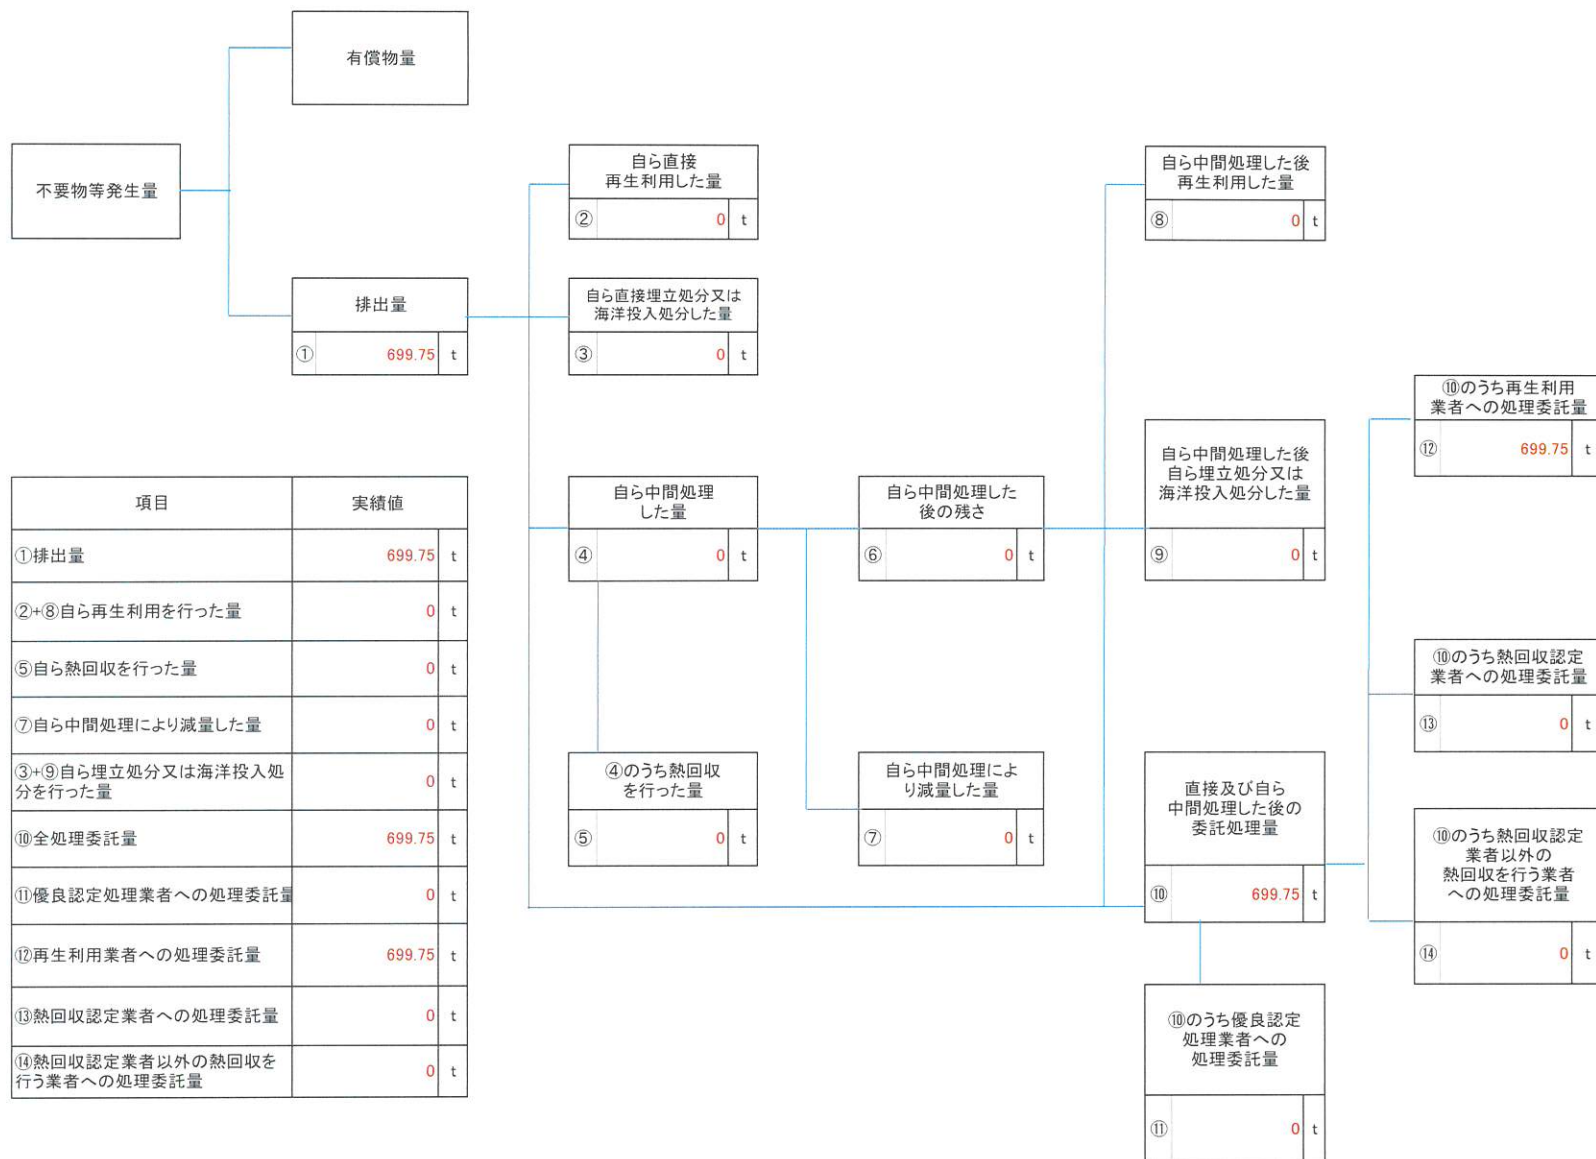 有償物量
不要物等発生量
排出量
① 699.75 t
自ら直接
再生利用した量
② 0 t
自ら直接埋立処分又は
海洋投入処分した量
③ 0 t
自ら中間処理
した量
④ 0 t
④のうち熱回収
を行った量
⑤ 0 t
自ら中間処理した
後の残さ
⑥ 0 t
自ら中間処理によ
り減量した量
⑦ 0 t
自ら中間処理した後
再生利用した量
⑧ 0 t
自ら中間処理した後
自ら埋立処分又は
海洋投入処分した量
⑨ 0 t
直接及び自ら
中間処理した後の
委託処理量
⑩ 699.75 t
⑩のうち優良認定
処理業者への
処理委託量
⑪ 0 t
⑩のうち再生利用
業者への処理委託量
⑫ 699.75 t
⑩のうち熱回収認定
業者への処理委託量
⑬ 0 t
⑩のうち熱回収認定
業者以外の
熱回収を行う業者
への処理委託量
⑭ 0 t
項目 実績値
①排出量 699.75 t
②+⑧自ら再生利用を行った量 0 t
⑤自ら熱回収を行った量 0 t
⑦自ら中間処理により減量した量 0 t
③+⑨自ら埋立処分又は海洋投入処
分を行った量 0 t
⑩全処理委託量 699.75 t
⑪優良認定処理業者への処理委託量 0 t
⑫再生利用業者への処理委託量 699.75 t
⑬熱回収認定業者への処理委託量 0 t
⑭熱回収認定業者以外の熱回収を
行う業者への処理委託量 0 t